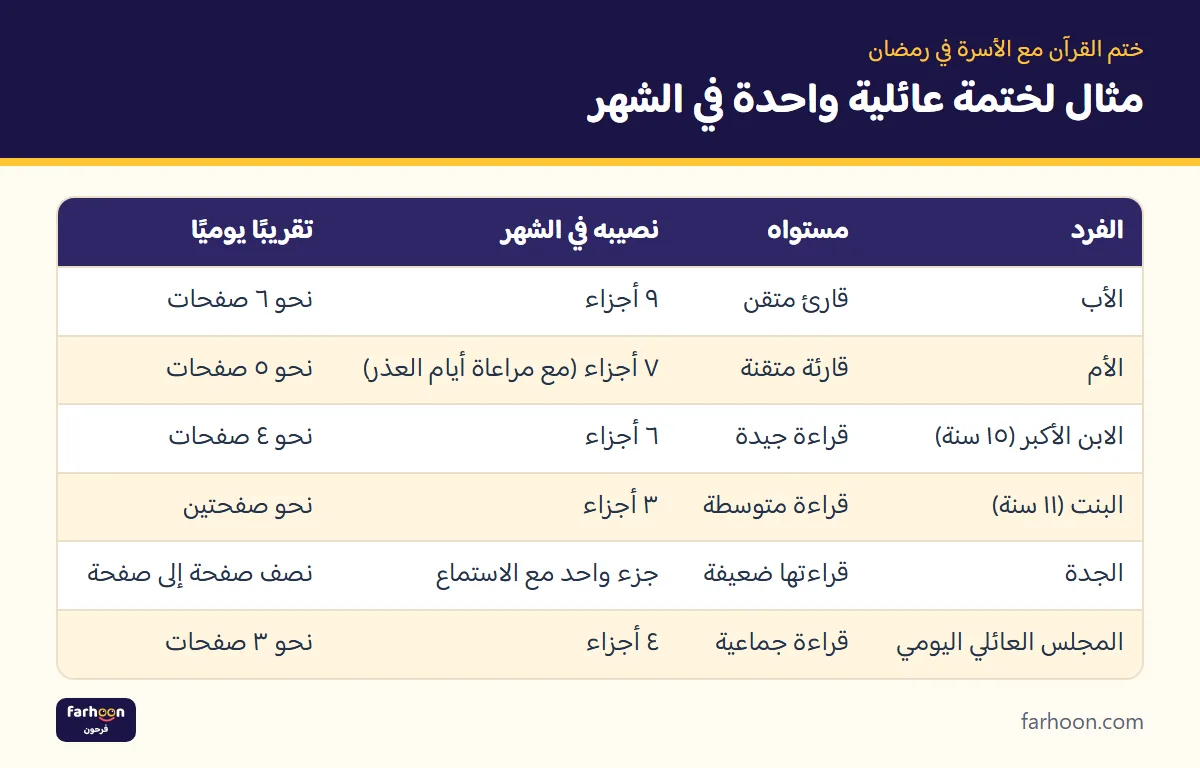 ختم القرآن مع الأسرة في رمضان
مثال لختمة عائلية واحدة في الشهر
الفرد مستواه نصيبه في الشهر تقريبًا يوميًا
الأب قارئ متقن ٩ أجزاء نحو ٦ صفحات
الأم قارئة متقنة ٧ أجزاء (مع مراعاة أيام العذر) نحو ٥ صفحات
الابن الأكبر (١٥ سنة) قراءة جيدة ٦ أجزاء نحو ٤ صفحات
البنت (١١ سنة) قراءة متوسطة ٣ أجزاء نحو صفحتين
الجدة قراءتها ضعيفة جزء واحد مع الاستماع نصف صفحة إلى صفحة
المجلس العائلي اليومي قراءة جماعية ٤ أجزاء نحو ٣ صفحات
farhoon.com
farhoon
فرحون